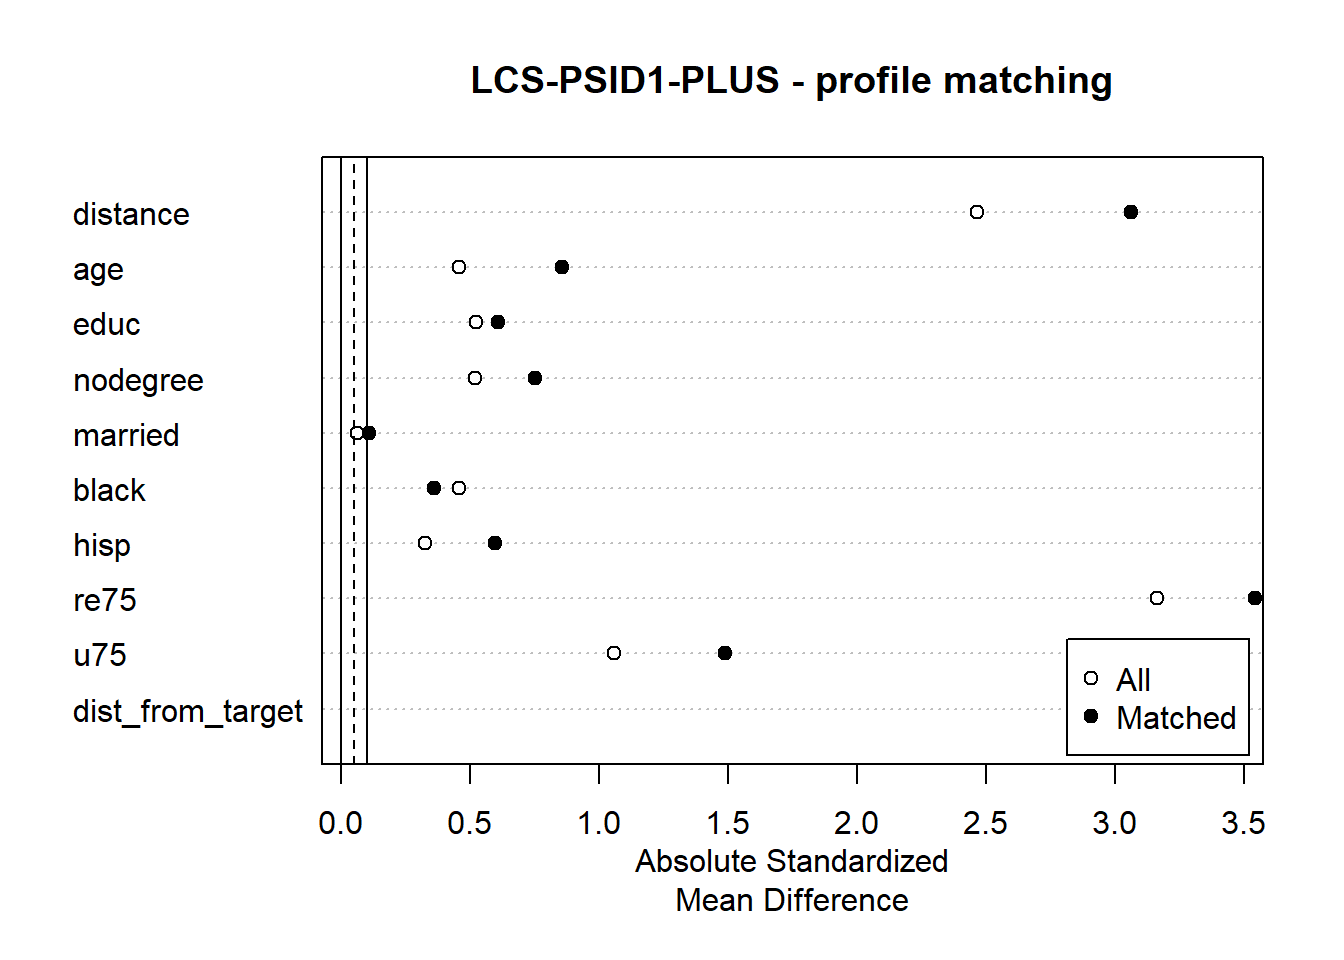 LCS-PSID1-PLUS - profile matching
distance
age
educ
nodegree
married
black
hisp
re75
u75
dist_from_target
All
Matched
0.0 0.5 1.0 1.5 2.0 2.5 3.0 3.5
Absolute Standardized
Mean Difference